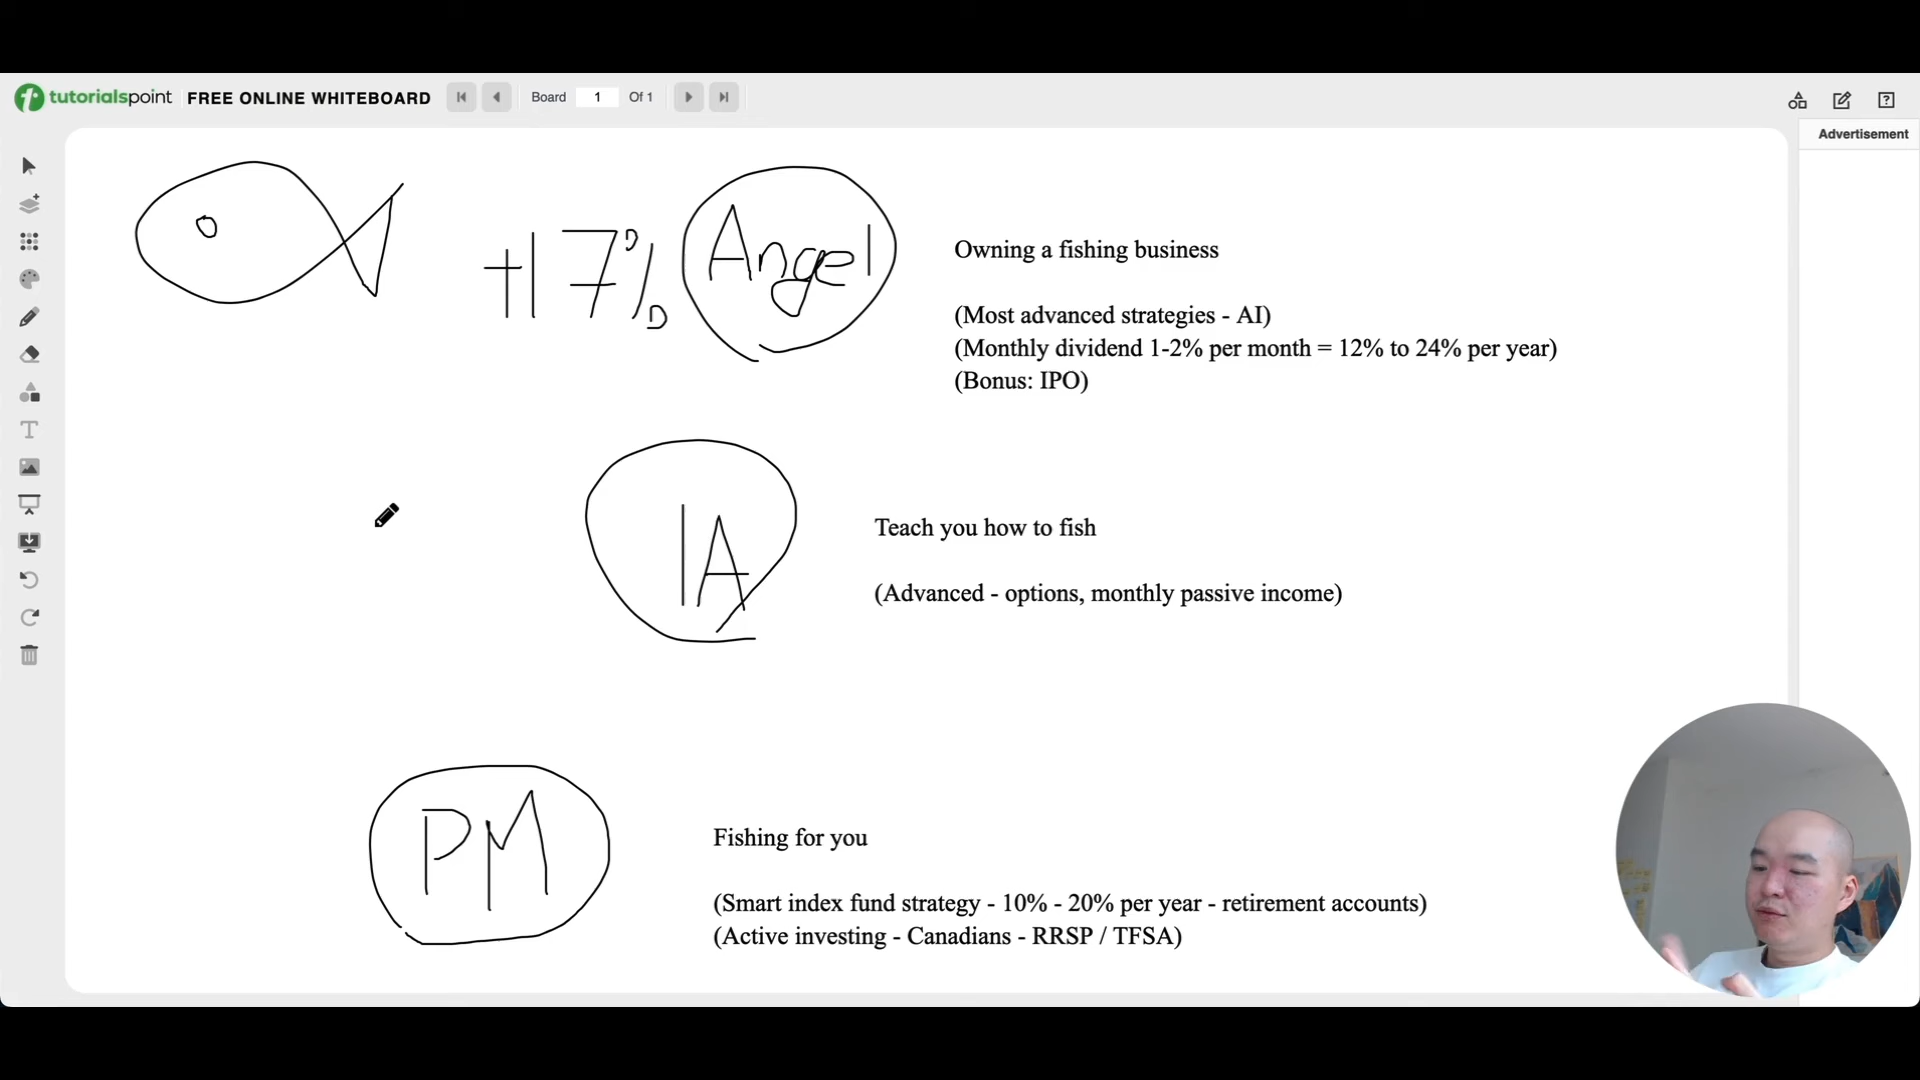 tutorialspoint FREE ONLINE WHITEBOARD Board 1 Of 1
Advertisement
+17% Angel
Owning a fishing business
(Most advanced strategies - AI)
(Monthly dividend 1-2% per month = 12% to 24% per year)
(Bonus: IPO)
IA
Teach you how to fish
(Advanced - options, monthly passive income)
PM
Fishing for you
(Smart index fund strategy - 10% - 20% per year - retirement accounts)
(Active investing - Canadians - RRSP / TFSA)